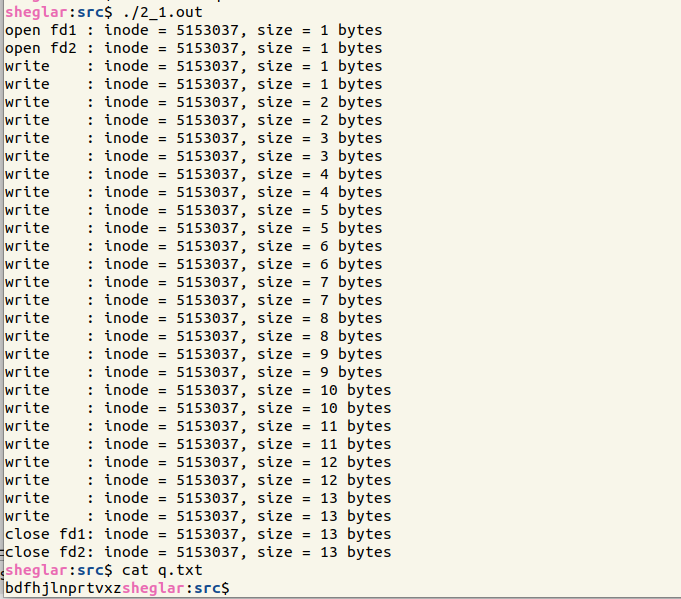 sheglar:src$ ./2_1.out
open fd1 : inode = 5153037, size = 1 bytes
open fd2 : inode = 5153037, size = 1 bytes
write    : inode = 5153037, size = 1 bytes
write    : inode = 5153037, size = 1 bytes
write    : inode = 5153037, size = 2 bytes
write    : inode = 5153037, size = 2 bytes
write    : inode = 5153037, size = 3 bytes
write    : inode = 5153037, size = 3 bytes
write    : inode = 5153037, size = 4 bytes
write    : inode = 5153037, size = 4 bytes
write    : inode = 5153037, size = 5 bytes
write    : inode = 5153037, size = 5 bytes
write    : inode = 5153037, size = 6 bytes
write    : inode = 5153037, size = 6 bytes
write    : inode = 5153037, size = 7 bytes
write    : inode = 5153037, size = 7 bytes
write    : inode = 5153037, size = 8 bytes
write    : inode = 5153037, size = 8 bytes
write    : inode = 5153037, size = 9 bytes
write    : inode = 5153037, size = 9 bytes
write    : inode = 5153037, size = 10 bytes
write    : inode = 5153037, size = 10 bytes
write    : inode = 5153037, size = 11 bytes
write    : inode = 5153037, size = 11 bytes
write    : inode = 5153037, size = 12 bytes
write    : inode = 5153037, size = 12 bytes
write    : inode = 5153037, size = 13 bytes
write    : inode = 5153037, size = 13 bytes
close fd1: inode = 5153037, size = 13 bytes
close fd2: inode = 5153037, size = 13 bytes
sheglar:src$ cat q.txt
bdfhjlnprtvxzsheglar:src$